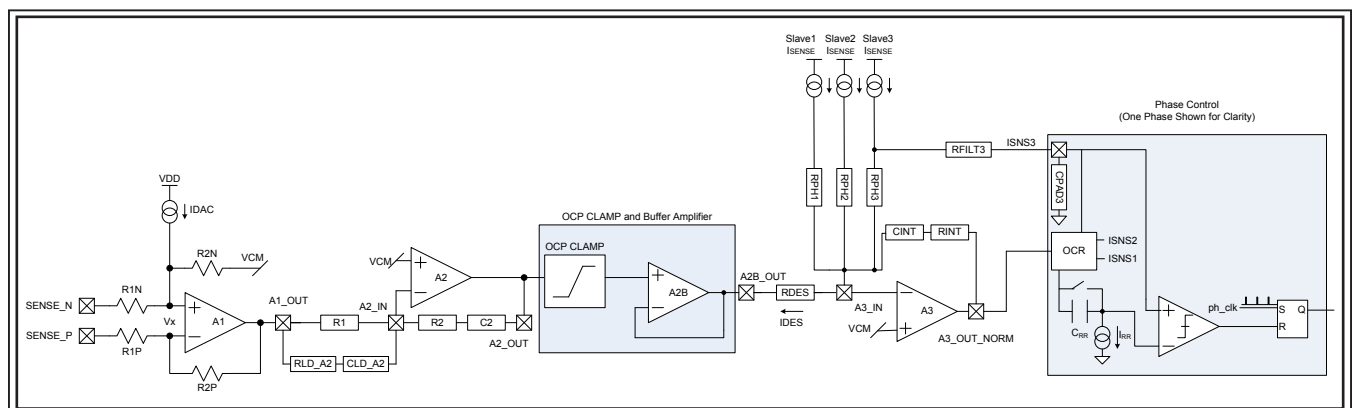 Slave1 Slave2 Slave3
ISENSE ISENSE ISENSE
Phase Control
(One Phase Shown for Clarity)
RFILT3
ISNS3
VDD
IDAC
RPH1
RPH2
RPH3
CPAD3
OCP CLAMP and Buffer Amplifier
R2N
VCM
OCP CLAMP
CINT
RINT
OCR
ISNS2
ISNS1
VCM
A2
A2B
A2B_OUT
SENSE_N
R1N
A1_OUT
A2_IN
RDES
A3_IN
ph_clk
S
Q
R
SENSE_P
Vx
A1
R1
R2
C2
IDES
VCM
A3
CRR
IRR
R1P
A2_OUT
A3_OUT_NORM
RLD_A2
CLD_A2
R2P